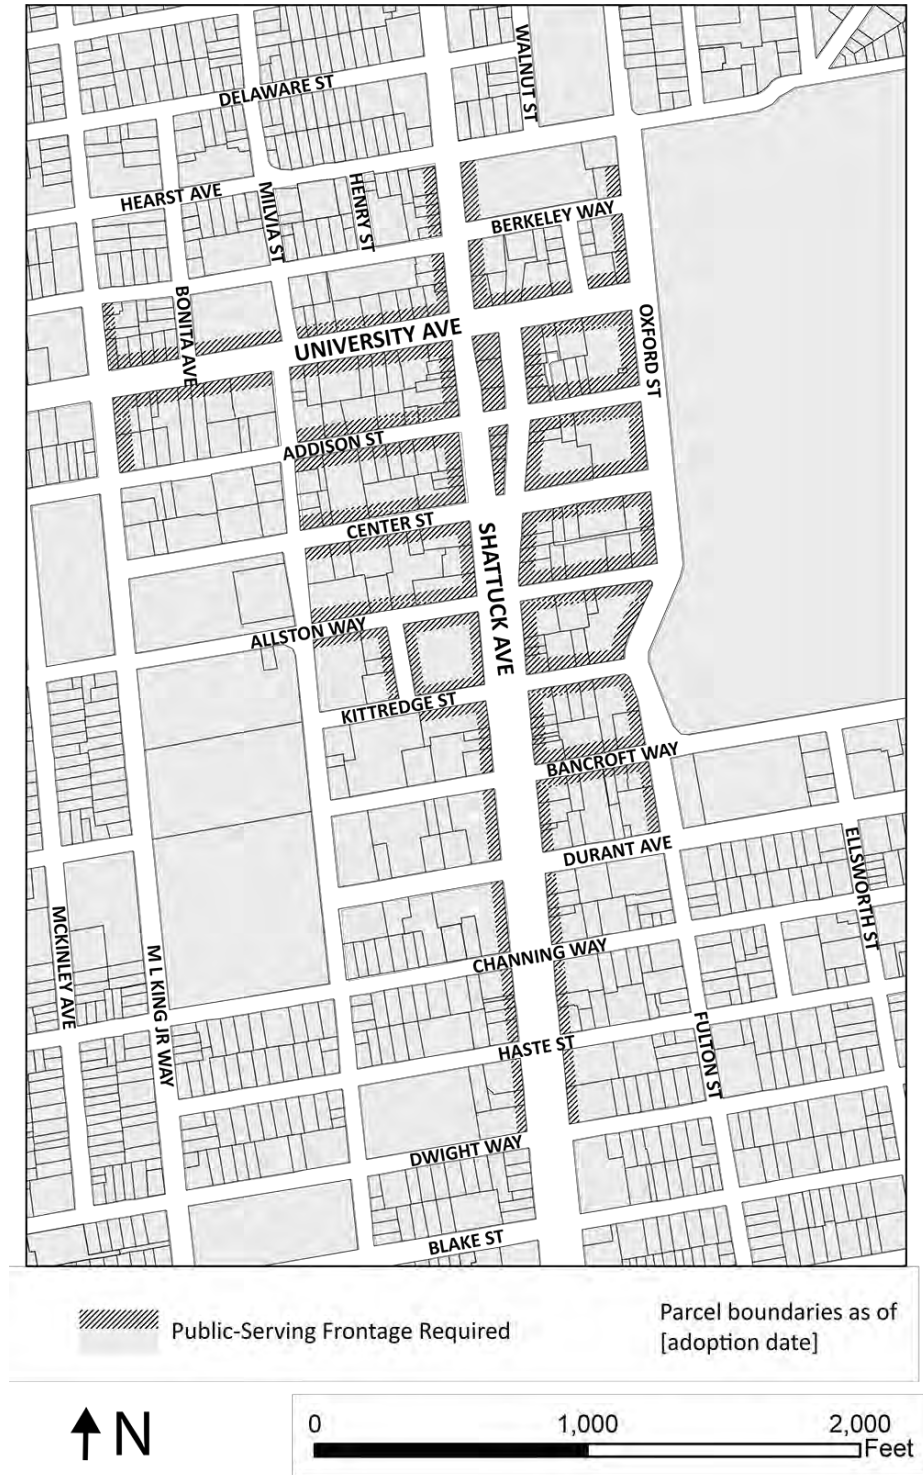 WALNUT ST
DELAWARE ST
HEARST AVE
MILVIA ST
HENRY ST
BERKELEY WAY
BONITA AVE
UNIVERSITY AVE
OXFORD ST
ADDISON ST
CENTER ST
SHATTUCK AVE
ALLSTON WAY
KITTREDGE ST
BANCROFT WAY
DURANT AVE
ELLSWORTH ST
MCKINLEY AVE
M L KING JR WAY
CHANNING WAY
FULTON ST
HASTE ST
DWIGHT WAY
BLAKE ST
Public-Serving Frontage Required
Parcel boundaries as of
[adoption date]
N
0 1,000 2,000
Feet